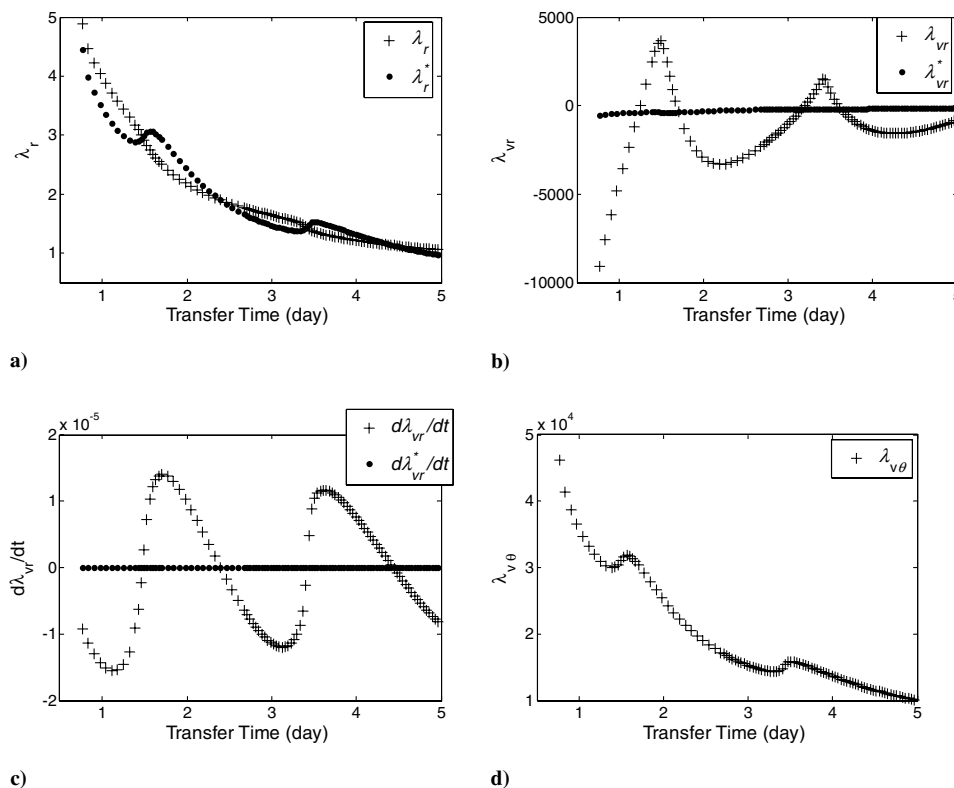 5
4
3
2
1
λr
1 2 3 4 5
Transfer Time (day)
λr
λr*
a)
5000
0
-5000
-10000
λvr
1 2 3 4 5
Transfer Time (day)
λvr
λvr*
b)
x 10-5
2
1
0
-1
-2
dλvr/dt
1 2 3 4 5
Transfer Time (day)
dλvr/dt
dλvr*/dt
c)
x 104
5
4
3
2
1
λvθ
1 2 3 4 5
Transfer Time (day)
λvθ
d)